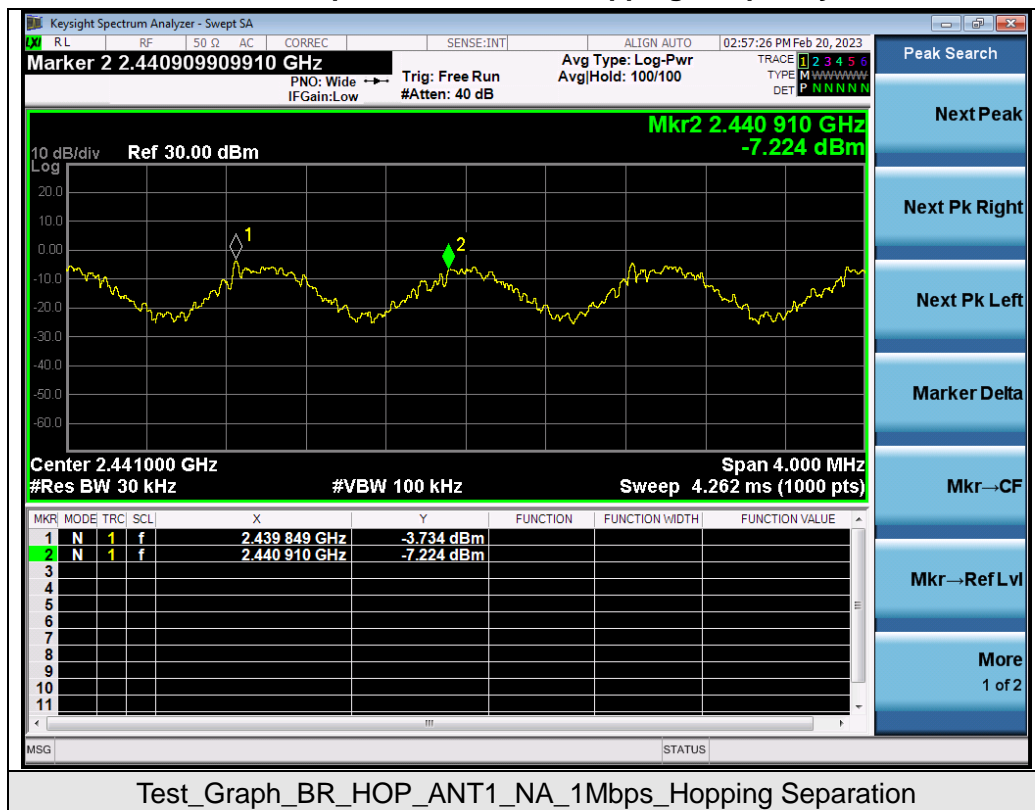 Keysight Spectrum Analyzer - Swept SA
LXI RL RF 50 Ω AC CORREC SENSE:INT ALIGN AUTO 02:57:26 PM Feb 20, 2023
Marker 2 2.440909909910 GHz
PNO: Wide
IFGain:Low
Trig: Free Run
#Atten: 40 dB
Avg Type: Log-Pwr
Avg|Hold: 100/100
TRACE 1 2 3 4 5 6
TYPE M WWWWW
DET P N N N N N
Mkr2 2.440 910 GHz
-7.224 dBm
10 dB/div Ref 30.00 dBm
Log
20.0
10.0
0.00
-10.0
-20.0
-30.0
-40.0
-50.0
-60.0
1
2
Center 2.441000 GHz Span 4.000 MHz
#Res BW 30 kHz #VBW 100 kHz Sweep 4.262 ms (1000 pts)
MKR MODE TRC SCL X Y FUNCTION FUNCTION WIDTH FUNCTION VALUE
1 N 1 f 2.439 849 GHz -3.734 dBm
2 N 1 f 2.440 910 GHz -7.224 dBm
3
4
5
6
7
8
9
10
11
MSG STATUS
Peak Search
Next Peak
Next Pk Right
Next Pk Left
Marker Delta
Mkr→CF
Mkr→Ref Lvl
More
1 of 2
Test_Graph_BR_HOP_ANT1_NA_1Mbps_Hopping Separation